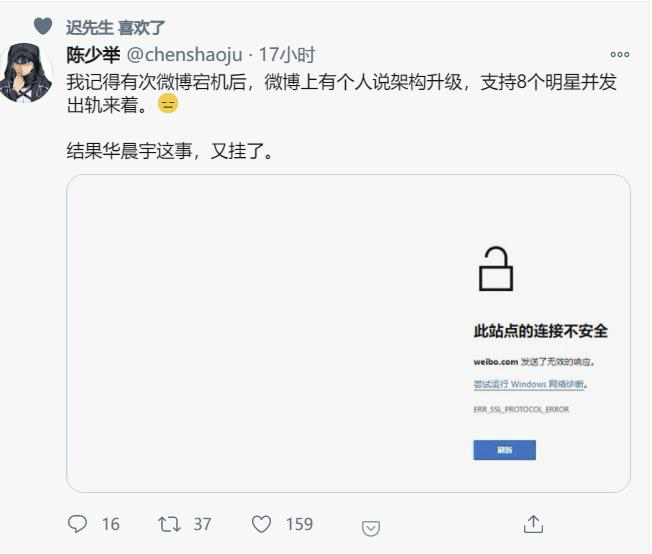 迟先生 喜欢了
陈少举 @chenshaoju · 17小时
我记得有次微博宕机后，微博上有个人说架构升级，支持8个明星并发
出轨来着。😑
结果华晨宇这事，又挂了。
此站点的连接不安全
weibo.com 发送了无效的响应。
尝试运行 Windows 网络诊断。
ERR_SSL_PROTOCOL_ERROR
刷新
16 37 159